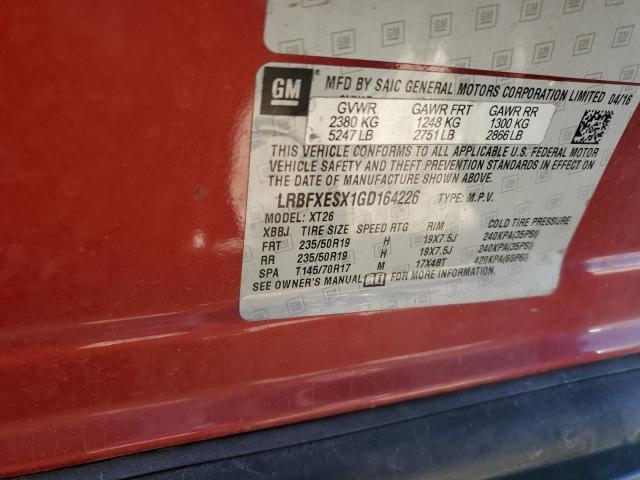 GM
MFD BY SAIC GENERAL MOTORS CORPORATION LIMITED 04/16
GVWR GAWR FRT GAWR RR
2380 KG 1248 KG 1300 KG
5247 LB 2751 LB 2866 LB
THIS VEHICLE CONFORMS TO ALL APPLICABLE U.S. FEDERAL MOTOR
VEHICLE SAFETY AND THEFT PREVENTION STANDARDS IN EFFECT ON
THE DATE OF MANUFACTURE SHOWN ABOVE.
LRBFXESX1GD164226 TYPE: M.P.V.
MODEL: XT26
XBBJ TIRE SIZE SPEED RTG RIM COLD TIRE PRESSURE
FRT 235/50R19 H 19X7.5J 240KPA(35PSI)
RR 235/50R19 H 19X7.5J 240KPA(35PSI)
SPA T145/70R17 M 17X4BT 420KPA(60PSI)
SEE OWNER'S MANUAL FOR MORE INFORMATION.